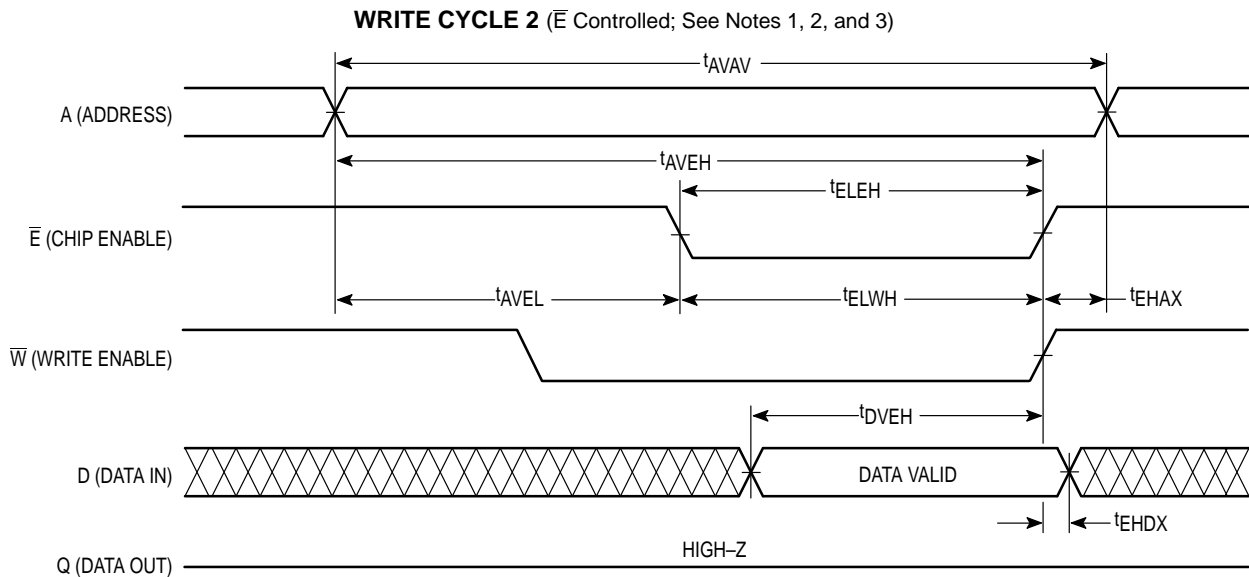 WRITE CYCLE 2 (E̅ Controlled; See Notes 1, 2, and 3)
tAVAV
A (ADDRESS)
tAVEH
tELEH
E̅ (CHIP ENABLE)
tAVEL
tELWH
tEHAX
W̅ (WRITE ENABLE)
tDVEH
D (DATA IN)
DATA VALID
tEHDX
HIGH–Z
Q (DATA OUT)